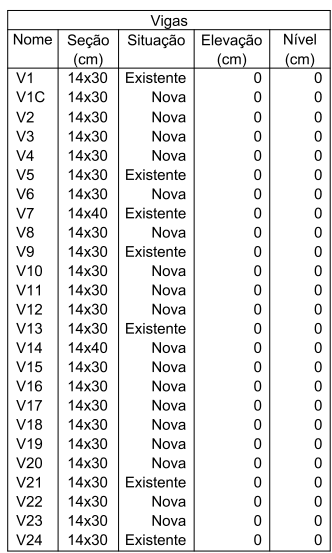 Vigas
Nome Seção Situação Elevação Nível
(cm) (cm) (cm)
V1 14x30 Existente 0 0
V1C 14x30 Nova 0 0
V2 14x30 Nova 0 0
V3 14x30 Nova 0 0
V4 14x30 Nova 0 0
V5 14x30 Existente 0 0
V6 14x30 Nova 0 0
V7 14x40 Existente 0 0
V8 14x30 Nova 0 0
V9 14x30 Existente 0 0
V10 14x30 Nova 0 0
V11 14x30 Nova 0 0
V12 14x30 Nova 0 0
V13 14x30 Existente 0 0
V14 14x40 Nova 0 0
V15 14x30 Nova 0 0
V16 14x30 Nova 0 0
V17 14x30 Nova 0 0
V18 14x30 Nova 0 0
V19 14x30 Nova 0 0
V20 14x30 Nova 0 0
V21 14x30 Existente 0 0
V22 14x30 Nova 0 0
V23 14x30 Nova 0 0
V24 14x30 Existente 0 0